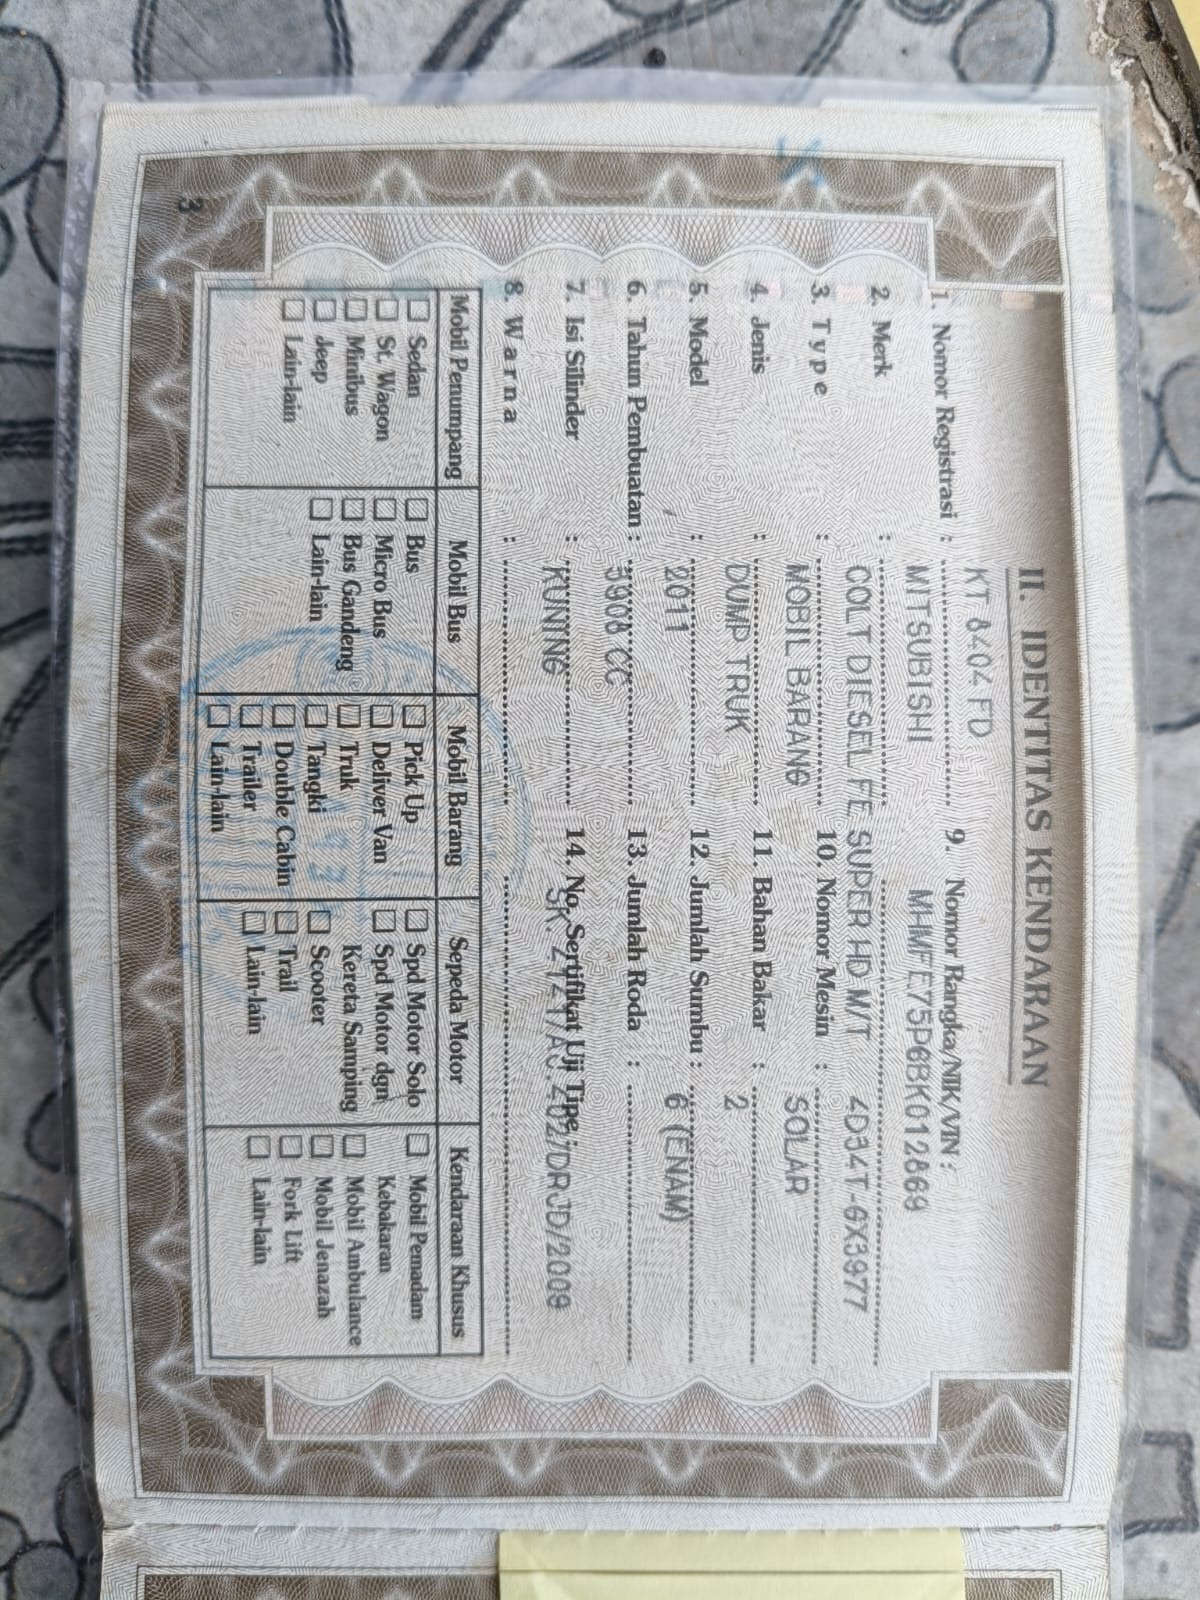 II. IDENTITAS KENDARAAN
1. Nomor Registrasi : KT 8404 FD
2. Merk : MITSUBISHI
3. Type : COLT DIESEL FE SUPER HD M/T
4. Jenis : MOBIL BARANG
5. Model : DUMP TRUK
6. Tahun Pembuatan : 2011
7. Isi Silinder : 3908 CC
8. Warna : KUNING
9. Nomor Rangka/NIK/VIN : MHMFE75P6BK012869
10. Nomor Mesin : 4D34T-GX3977
11. Bahan Bakar : SOLAR
12. Jumlah Sumbu : 2
13. Jumlah Roda : 6 (ENAM)
14. No. Sertifikat Uji Tipe : SK. 2121/AJ.402/DRJD/2009
Mobil Penumpang
Sedan
St. Wagon
Minibus
Jeep
Lain-lain
Mobil Bus
Bus
Micro Bus
Bus Gandeng
Lain-lain
Mobil Barang
Pick Up
Deliver Van
Truk
Tangki
Double Cabin
Trailer
Lain-lain
Sepeda Motor
Spd Motor Solo
Spd Motor dgn
Kereta Samping
Scooter
Trail
Lain-lain
Kendaraan Khusus
Mobil Pemadam
Kebakaran
Mobil Ambulance
Mobil Jenazah
Fork Lift
Lain-lain
3